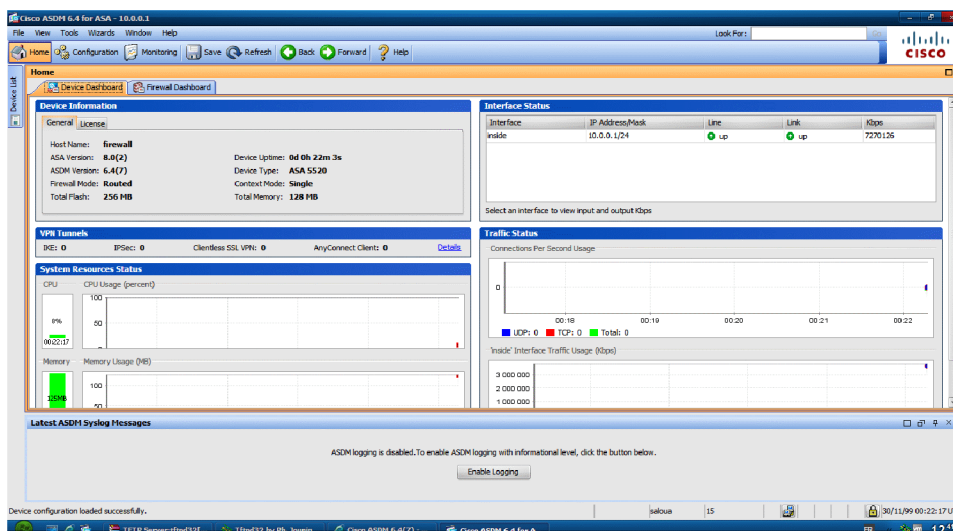 Cisco ASDM 6.4 for ASA - 10.0.0.1
File View Tools Wizards Window Help Look For: Go
Home Configuration Monitoring Save Refresh Back Forward Help
CISCO
Device List
Home
Device Dashboard Firewall Dashboard
Device Information
General License
Host Name: firewall
ASA Version: 8.0(2) Device Uptime: 0d 0h 22m 3s
ASDM Version: 6.4(7) Device Type: ASA 5520
Firewall Mode: Routed Context Mode: Single
Total Flash: 256 MB Total Memory: 128 MB
Interface Status
Interface IP Address/Mask Line Link Kbps
inside 10.0.0.1/24 up up 7270126
Select an interface to view input and output Kbps
VPN Tunnels
IKE: 0 IPSec: 0 Clientless SSL VPN: 0 AnyConnect Client: 0 Details
System Resources Status
CPU CPU Usage (percent)
100
0%
50
00:22:17
Memory Memory Usage (MB)
100
50
Traffic Status
Connections Per Second Usage
0
00:18 00:19 00:20 00:21 00:22
UDP: 0 TCP: 0 Total: 0
'inside' Interface Traffic Usage (Kbps)
3 000 000
2 000 000
1 000 000
Latest ASDM Syslog Messages
ASDM logging is disabled.To enable ASDM logging with informational level, click the button below.
Enable Logging
Device configuration loaded successfully. saloua 15 30/11/99 00:22:17 U